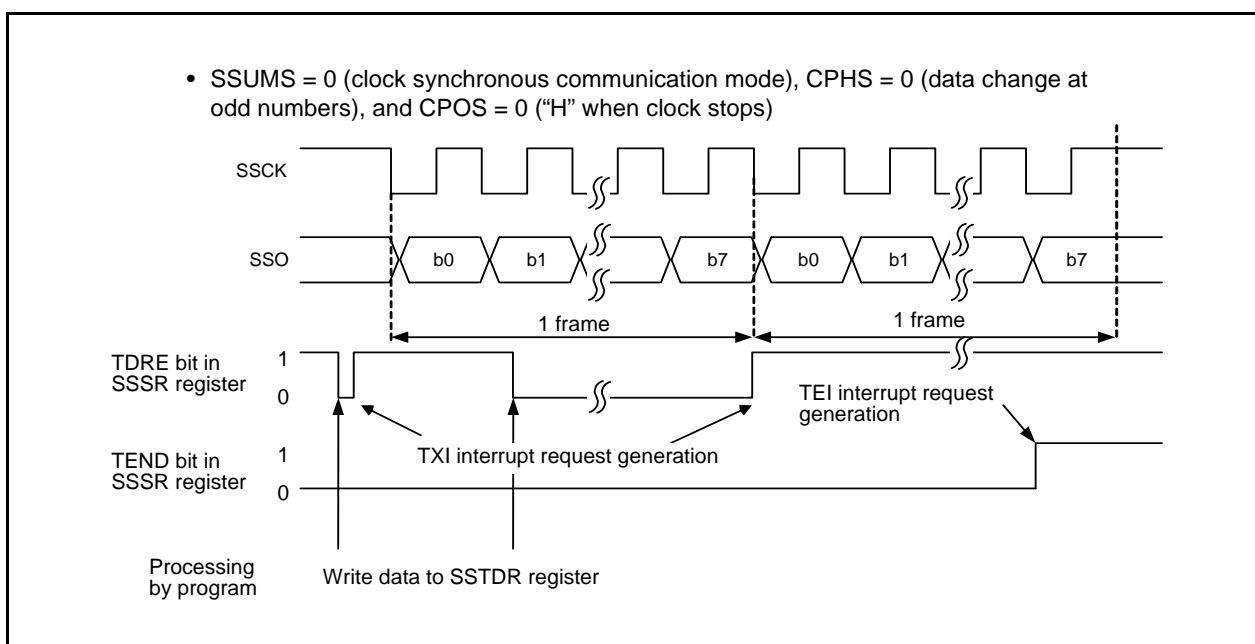 • SSUMS = 0 (clock synchronous communication mode), CPHS = 0 (data change at
odd numbers), and CPOS = 0 (“H” when clock stops)
SSCK
SSO
b0
b1
b7
b0
b1
b7
1 frame
1 frame
TDRE bit in
SSSR register
1
0
TEI interrupt request
generation
TXI interrupt request generation
TEND bit in
SSSR register
1
0
Processing
by program
Write data to SSTDR register